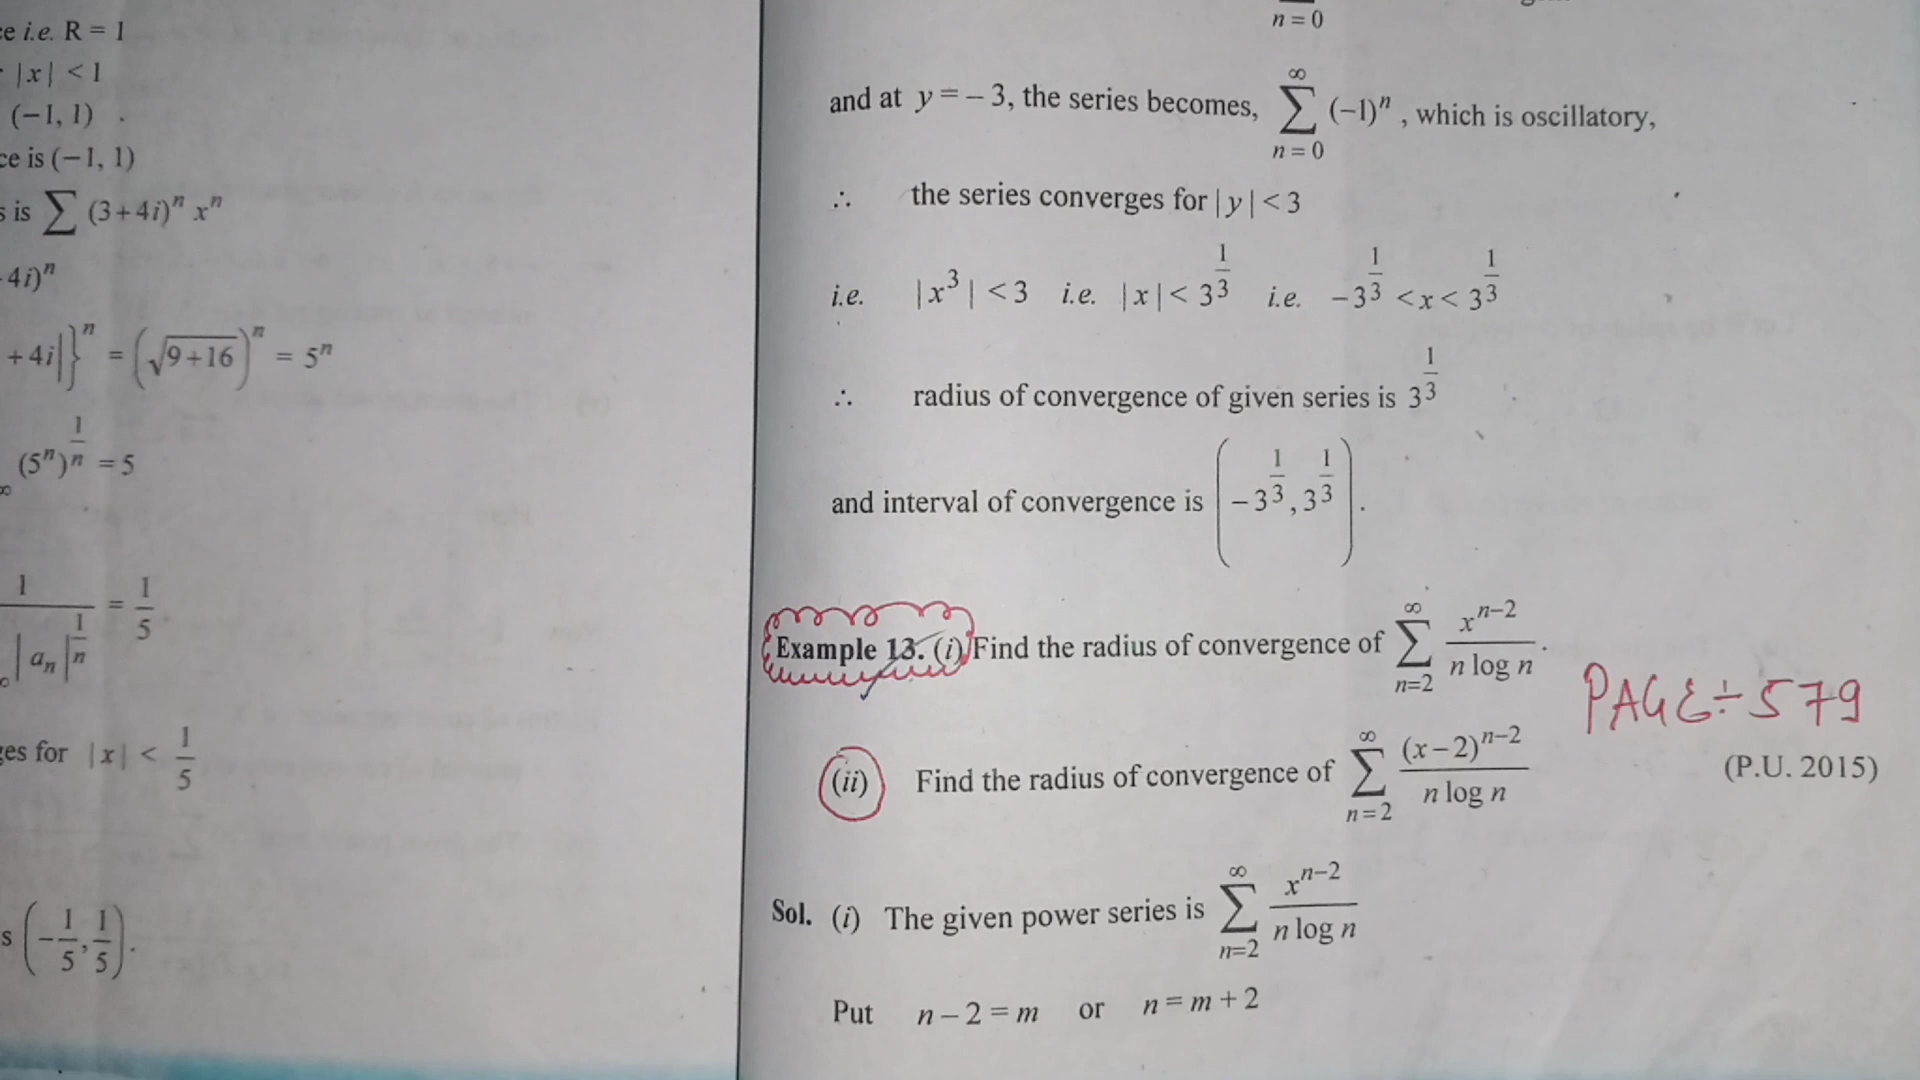 e i.e. R = 1
|x| < 1
(−1, 1)
ce is (−1, 1)
s is ∑ (3+4i)ⁿ xⁿ
4i)ⁿ
+4i|}ⁿ = (√(9+16))ⁿ = 5ⁿ
(5ⁿ)^(1/n) = 5
1/|aₙ|^(1/n) = 1/5
ges for |x| < 1/5
s (−1/5, 1/5).
n = 0
and at y = − 3, the series becomes, ∑_{n=0}^{∞} (−1)ⁿ, which is oscillatory,
∴ the series converges for |y| < 3
i.e. |x³| < 3 i.e. |x| < 3^(1/3) i.e. −3^(1/3) < x < 3^(1/3)
∴ radius of convergence of given series is 3^(1/3)
and interval of convergence is (−3^(1/3), 3^(1/3)).
Example 13. (i) Find the radius of convergence of ∑_{n=2}^{∞} x^(n−2)/(n log n).
PAGE÷579
(ii) Find the radius of convergence of ∑_{n=2}^{∞} (x−2)^(n−2)/(n log n)
(P.U. 2015)
Sol. (i) The given power series is ∑_{n=2}^{∞} x^(n−2)/(n log n)
Put n − 2 = m or n = m + 2